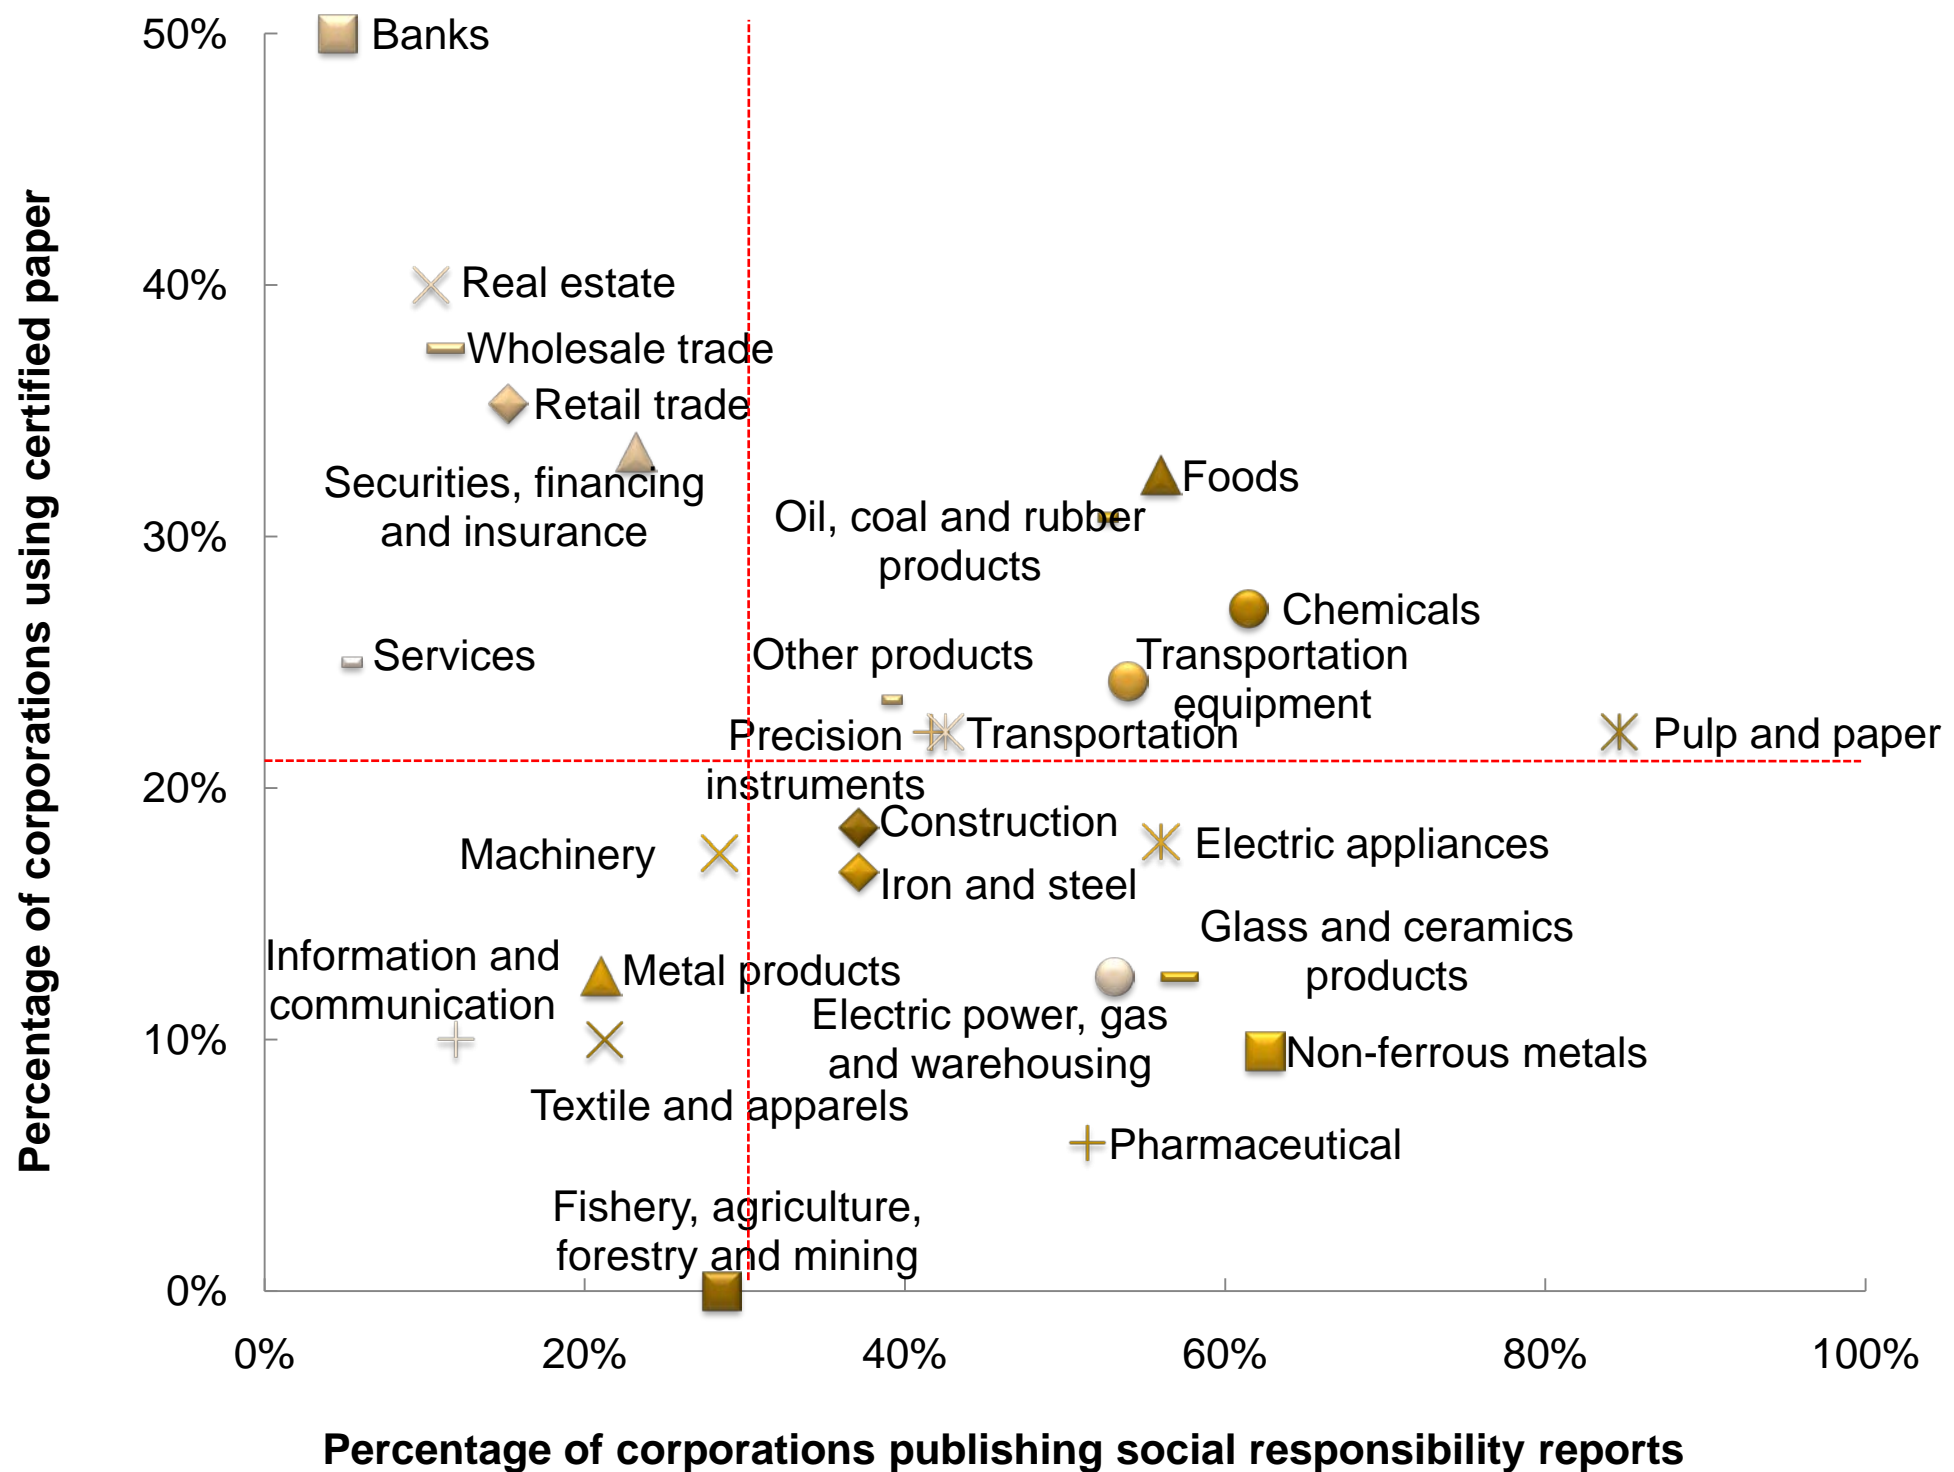 50%
Banks
Percentage of corporations using certified paper
40%
Real estate
Wholesale trade
Retail trade
Securities, financing
and insurance
Foods
30%
Oil, coal and rubber
products
Chemicals
Services
Other products
Transportation
equipment
Precision
instruments
Transportation
Pulp and paper
20%
Construction
Machinery
Electric appliances
Iron and steel
Glass and ceramics
products
Information and
communication
Metal products
Electric power, gas
and warehousing
10%
Non-ferrous metals
Textile and apparels
Pharmaceutical
Fishery, agriculture,
forestry and mining
0%
0%
20%
40%
60%
80%
100%
Percentage of corporations publishing social responsibility reports